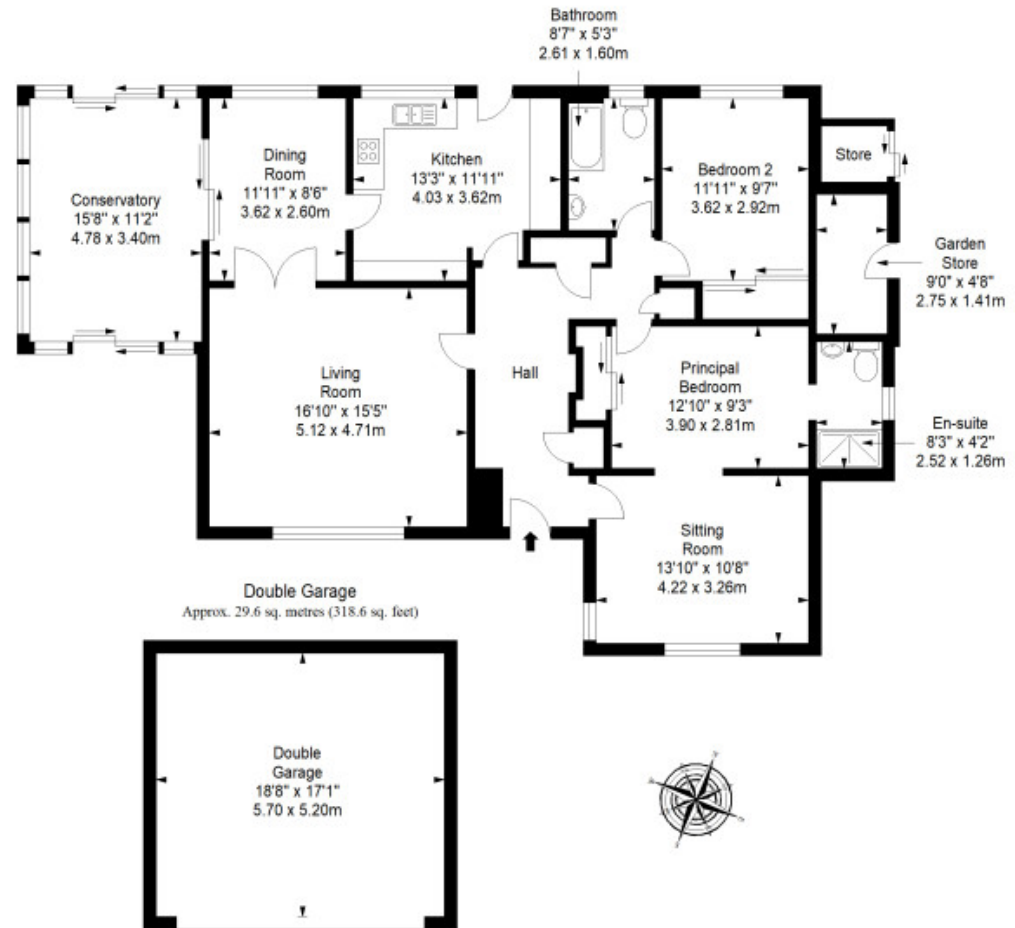 Bathroom
8'7" x 5'3"
2.61 x 1.60m
Conservatory
15'8" x 11'2"
4.78 x 3.40m
Dining
Room
11'11" x 8'6"
3.62 x 2.60m
Kitchen
13'3" x 11'11"
4.03 x 3.62m
Bedroom 2
11'11" x 9'7"
3.62 x 2.92m
Store
Garden
Store
9'0" x 4'8"
2.75 x 1.41m
Living
Room
16'10" x 15'5"
5.12 x 4.71m
Hall
Principal
Bedroom
12'10" x 9'3"
3.90 x 2.81m
En-suite
8'3" x 4'2"
2.52 x 1.26m
Sitting
Room
13'10" x 10'8"
4.22 x 3.26m
Double Garage
Approx. 29.6 sq. metres (318.6 sq. feet)
Double
Garage
18'8" x 17'1"
5.70 x 5.20m